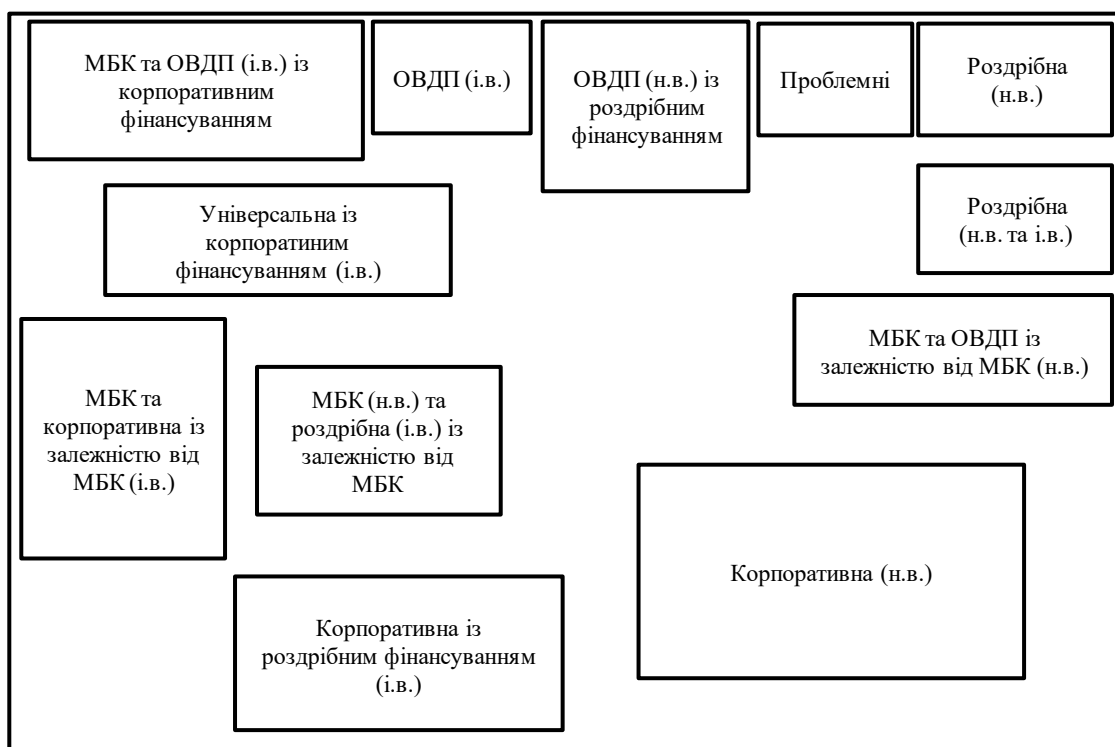 МБК та ОВДП (і.в.) із
корпоративним
фінансуванням
ОВДП (і.в.)
ОВДП (н.в.) із
роздрібним
фінансуванням
Проблемні
Роздрібна
(н.в.)
Універсальна із
корпоратиним
фінансуванням (і.в.)
Роздрібна
(н.в. та і.в.)
МБК та ОВДП із
залежністю від МБК (н.в.)
МБК та
корпоративна із
залежністю від
МБК (і.в.)
МБК (н.в.) та
роздрібна (і.в.) із
залежністю від
МБК
Корпоративна (н.в.)
Корпоративна із
роздрібним фінансуванням
(і.в.)